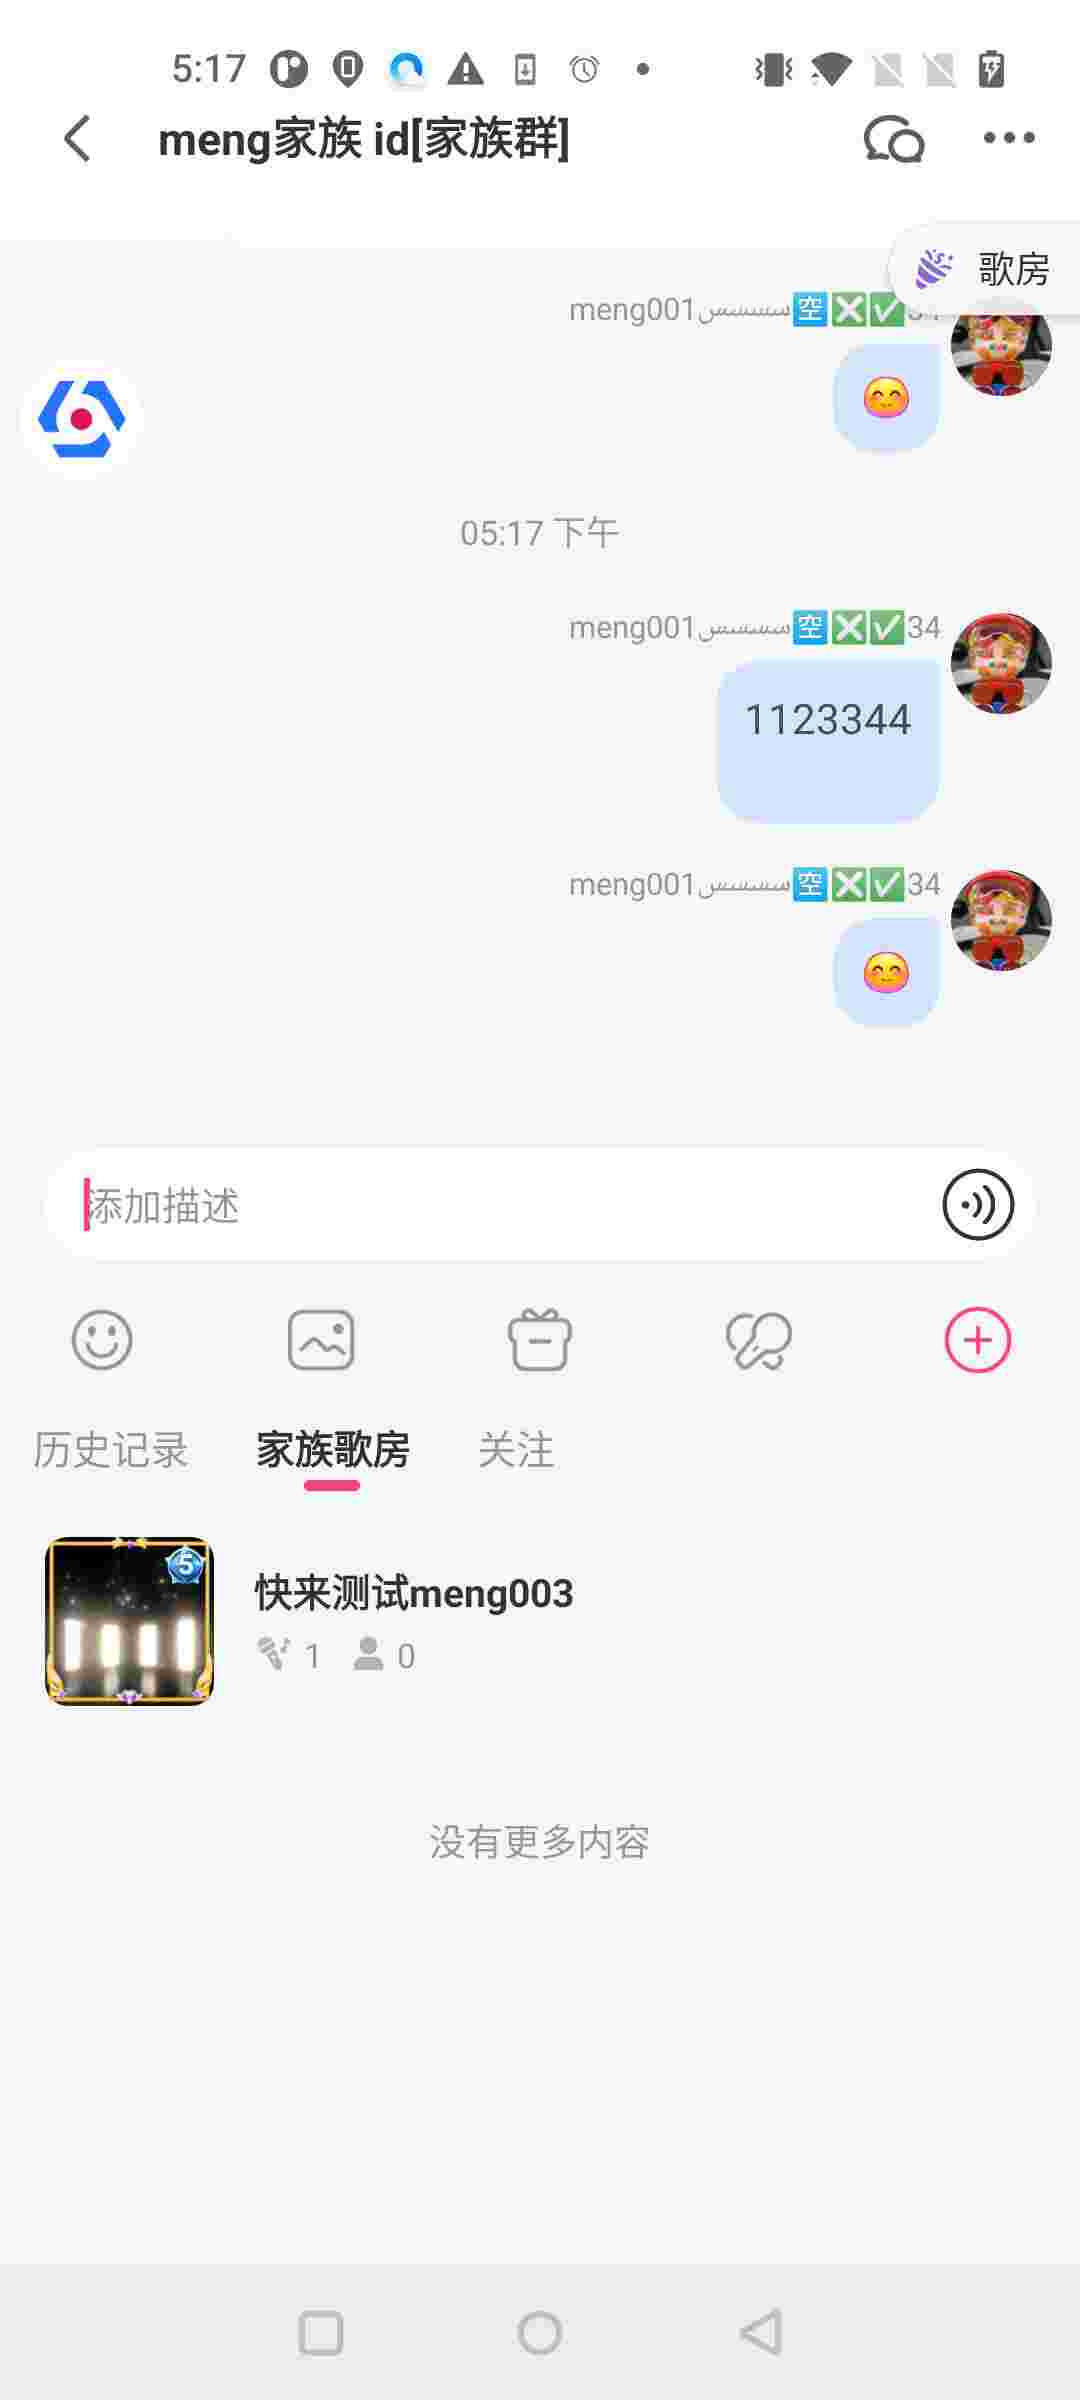 5:17
meng家族 id[家族群]
歌房
meng001سسسس🈳❎✅34
😊
05:17 下午
meng001سسسس🈳❎✅34
1123344
meng001سسسس🈳❎✅34
😊
添加描述
历史记录 家族歌房 关注
5
快来测试meng003
1 0
没有更多内容